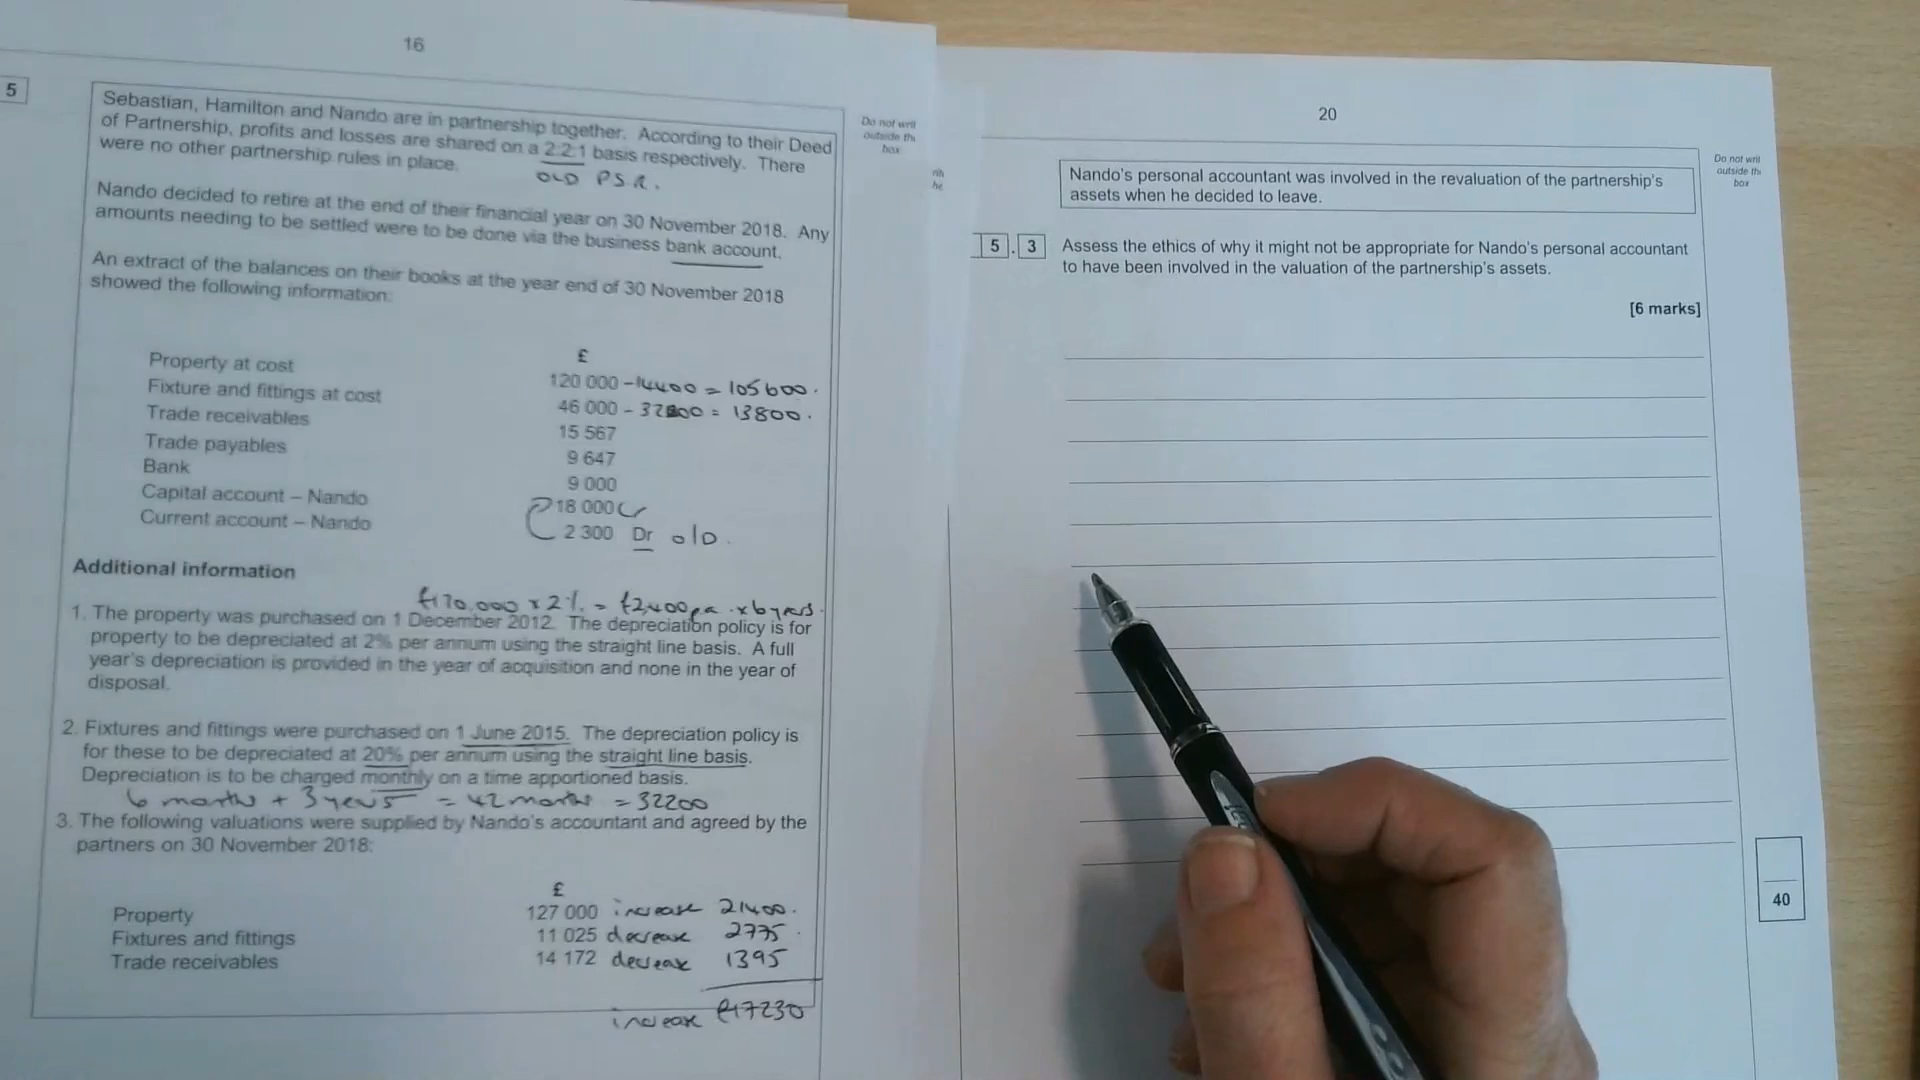 16
5
Sebastian, Hamilton and Nando are in partnership together. According to their Deed
of Partnership, profits and losses are shared on a 2:2:1 basis respectively. There
were no other partnership rules in place.
OLD PSR.
Nando decided to retire at the end of their financial year on 30 November 2018. Any
amounts needing to be settled were to be done via the business bank account.
An extract of the balances on their books at the year end of 30 November 2018
showed the following information:
£
Property at cost 120 000 - 14400 = 105600.
Fixture and fittings at cost 46 000 - 32200 = 13800.
Trade receivables 15 567
Trade payables 9 647
Bank 9 000
Capital account – Nando 18 000 Cr
Current account – Nando 2 300 Dr o/D.
Additional information
£120,000 x 2% = £2,400pa. x 6 years.
1. The property was purchased on 1 December 2012. The depreciation policy is for
property to be depreciated at 2% per annum using the straight line basis. A full
year's depreciation is provided in the year of acquisition and none in the year of
disposal.
2. Fixtures and fittings were purchased on 1 June 2015. The depreciation policy is
for these to be depreciated at 20% per annum using the straight line basis.
Depreciation is to be charged monthly on a time apportioned basis.
6 months + 3 years = 42 months = 32200
3. The following valuations were supplied by Nando's accountant and agreed by the
partners on 30 November 2018:
£
Property 127 000 increase 21400.
Fixtures and fittings 11 025 decrease 2775.
Trade receivables 14 172 decrease 1395
increase £17230
Do not writ
outside the
box
20
Do not writ
outside the
box
Nando's personal accountant was involved in the revaluation of the partnership's
assets when he decided to leave.
5 . 3 Assess the ethics of why it might not be appropriate for Nando's personal accountant
to have been involved in the valuation of the partnership's assets.
[6 marks]
40